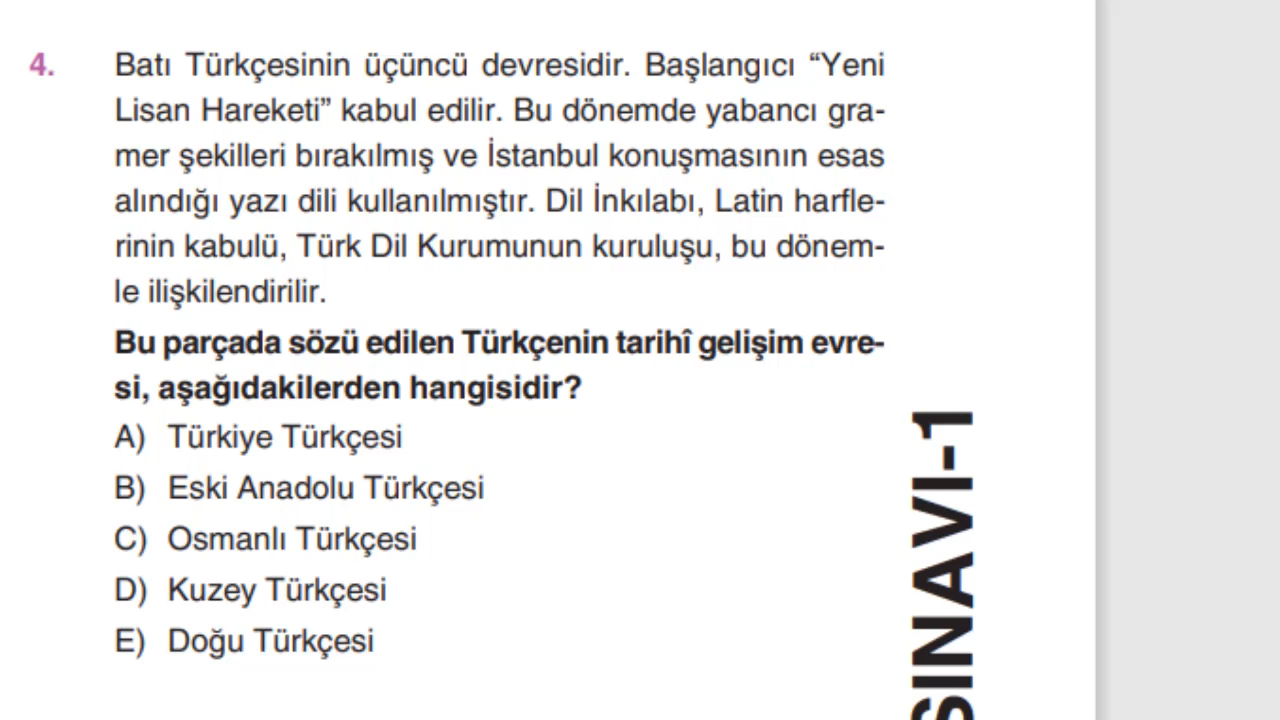 4. Batı Türkçesinin üçüncü devresidir. Başlangıcı “Yeni
Lisan Hareketi” kabul edilir. Bu dönemde yabancı gra-
mer şekilleri bırakılmış ve İstanbul konuşmasının esas
alındığı yazı dili kullanılmıştır. Dil İnkılabı, Latin harfle-
rinin kabulü, Türk Dil Kurumunun kuruluşu, bu dönem-
le ilişkilendirilir.
Bu parçada sözü edilen Türkçenin tarihî gelişim evre-
si, aşağıdakilerden hangisidir?
A) Türkiye Türkçesi
B) Eski Anadolu Türkçesi
C) Osmanlı Türkçesi
D) Kuzey Türkçesi
E) Doğu Türkçesi
SINAVI-1